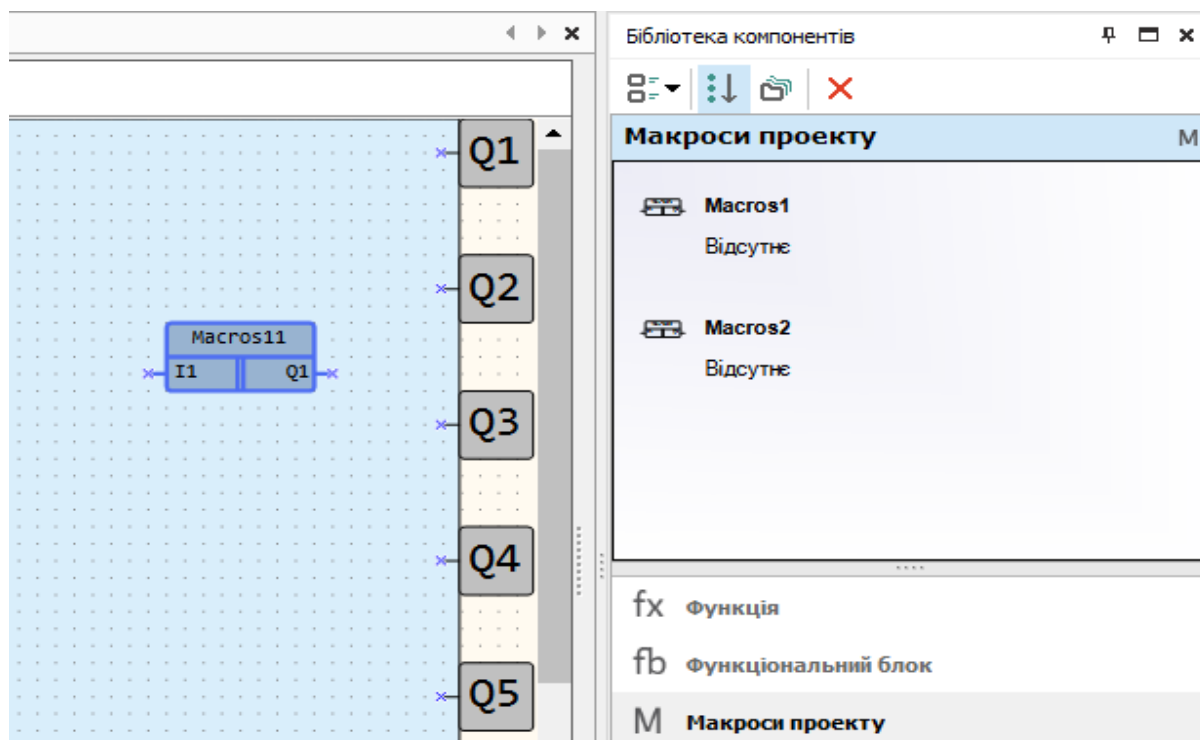 Бібліотека компонентів
Макроси проекту M
Macros1
Відсутнє
Macros2
Відсутнє
Q1
Q2
Macros11
I1 Q1
Q3
Q4
Q5
fx Функція
fb Функціональний блок
M Макроси проекту